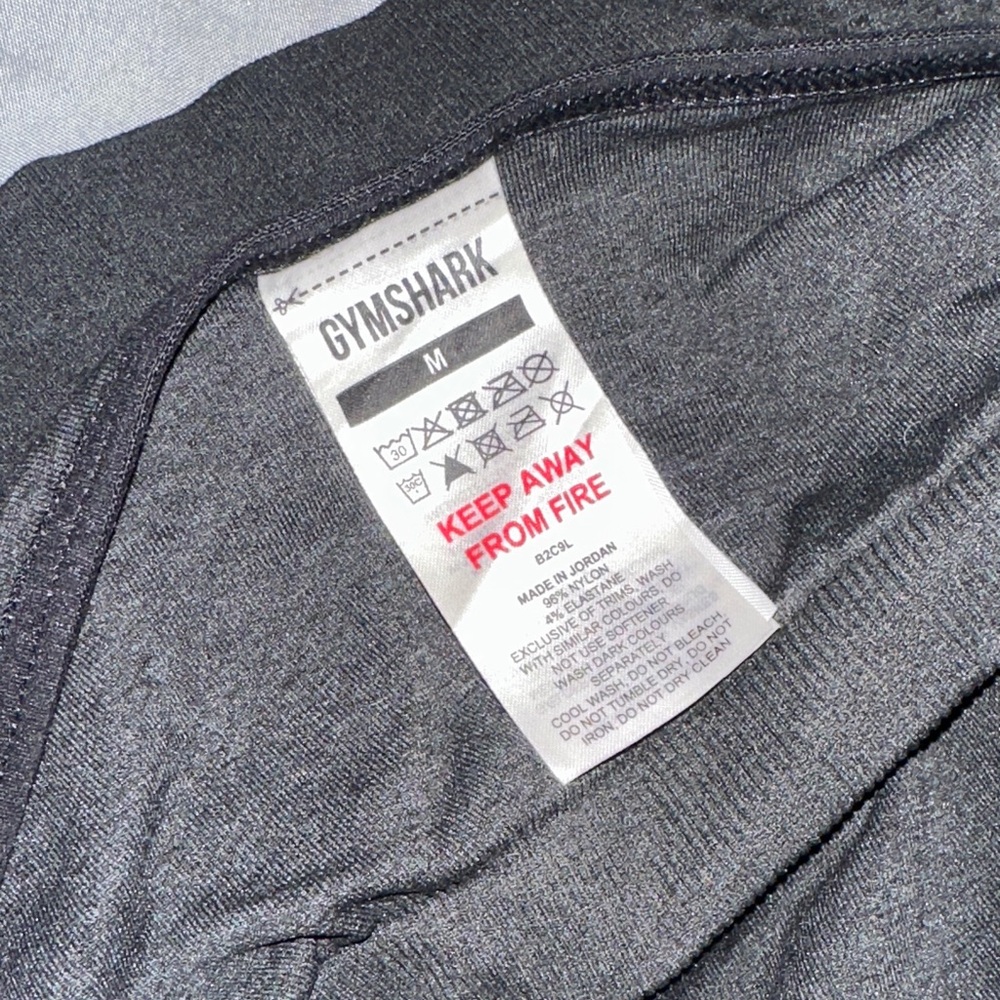 GYMSHARK
M
30
30C
KEEP AWAY
FROM FIRE
B2C9L
MADE IN JORDAN
96% NYLON
4% ELASTANE
EXCLUSIVE OF TRIMS, WASH
WITH SIMILAR COLOURS, DO
NOT USE SOFTENER
WASH DARK COLOURS
SEPARATELY
COOL WASH, DO NOT BLEACH
DO NOT TUMBLE DRY, DO NOT
IRON, DO NOT DRY CLEAN